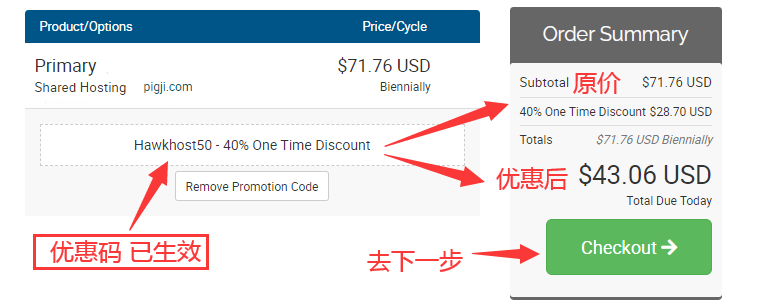 Product/Options Price/Cycle
Primary $71.76 USD
Shared Hosting pigji.com Biennially
Hawkhost50 - 40% One Time Discount
Remove Promotion Code
优惠码 已生效
Order Summary
Subtotal 原价 $71.76 USD
40% One Time Discount $28.70 USD
Totals $71.76 USD Biennially
优惠后 $43.06 USD
Total Due Today
去下一步 Checkout